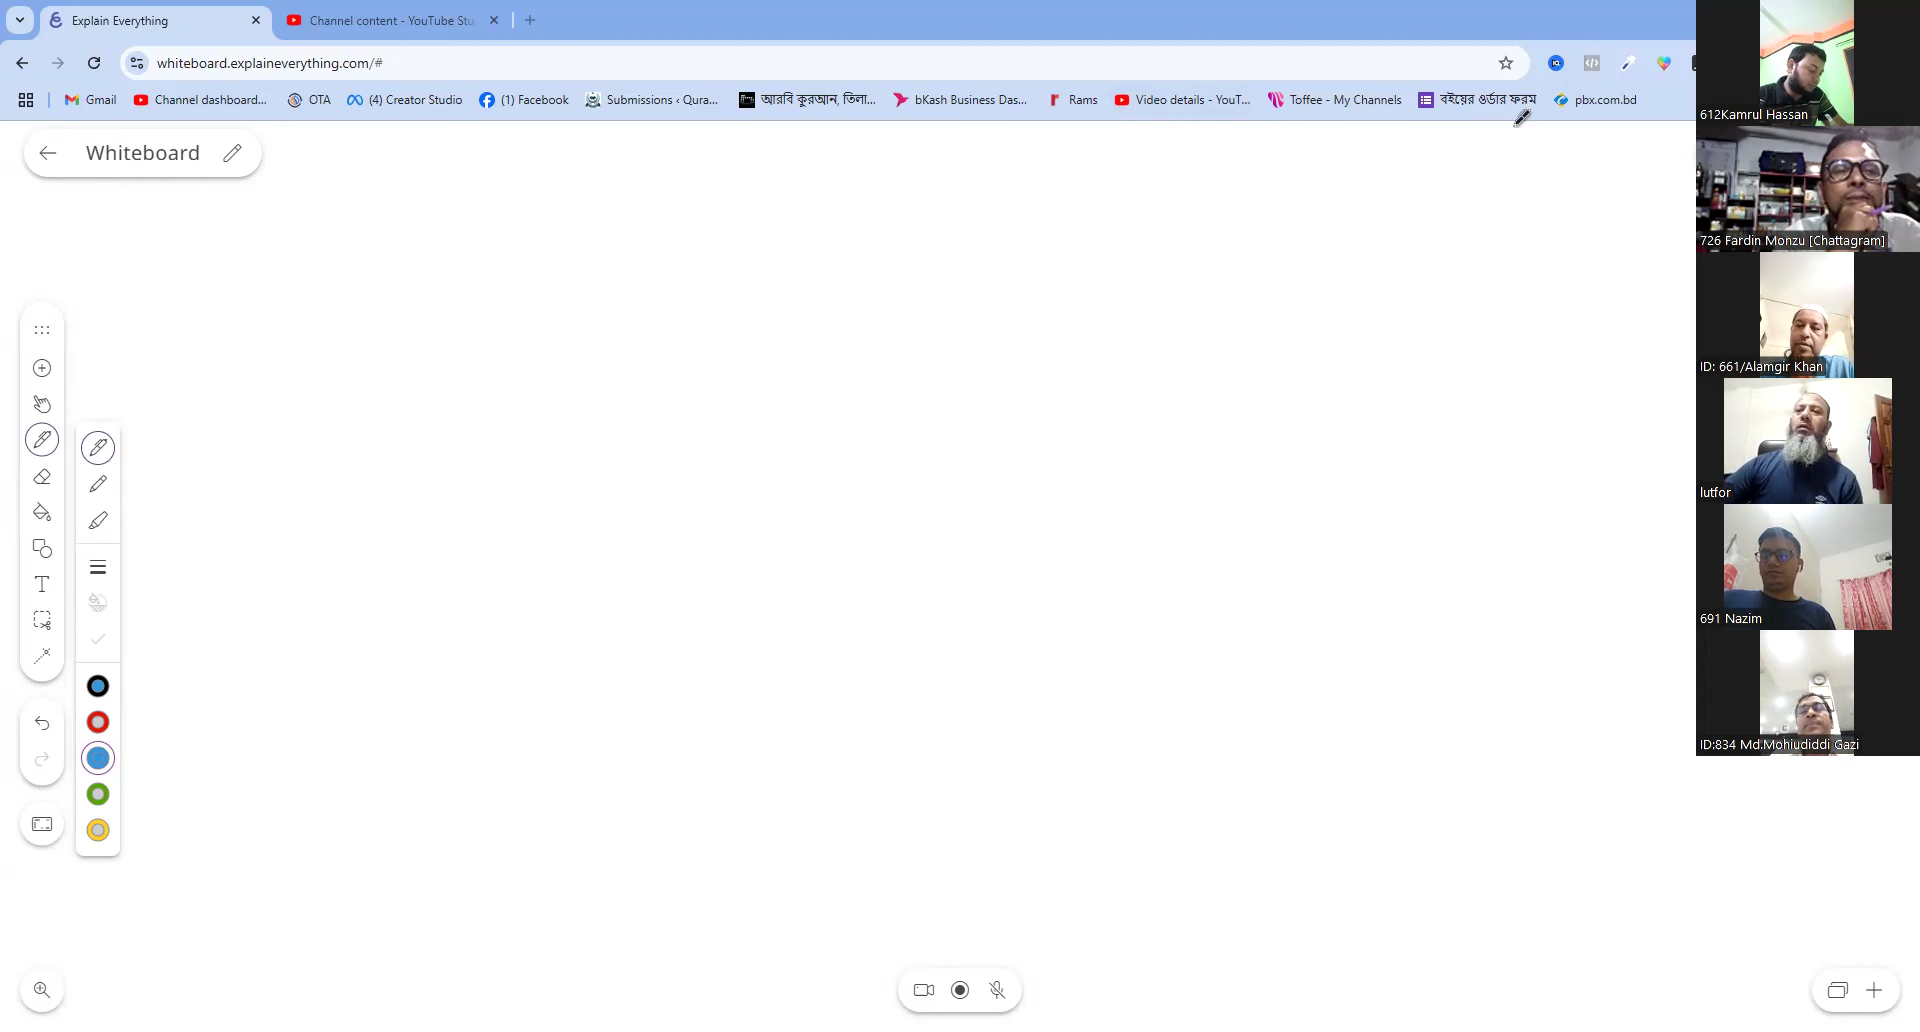 Explain Everything
Channel content - YouTube Stu
whiteboard.explaineverything.com/#
Gmail
Channel dashboard...
OTA
(4) Creator Studio
(1) Facebook
Submissions ‹ Qura...
আরবি কুরআন, তিলা...
bKash Business Das...
Rams
Video details - YouT...
Toffee - My Channels
বইয়ের ওর্ডার ফরম
pbx.com.bd
Whiteboard
612Kamrul Hassan
726 Fardin Monzu [Chattagram]
ID: 661/Alamgir Khan
lutfor
691 Nazim
ID:834 Md.Mohiudiddi Gazi